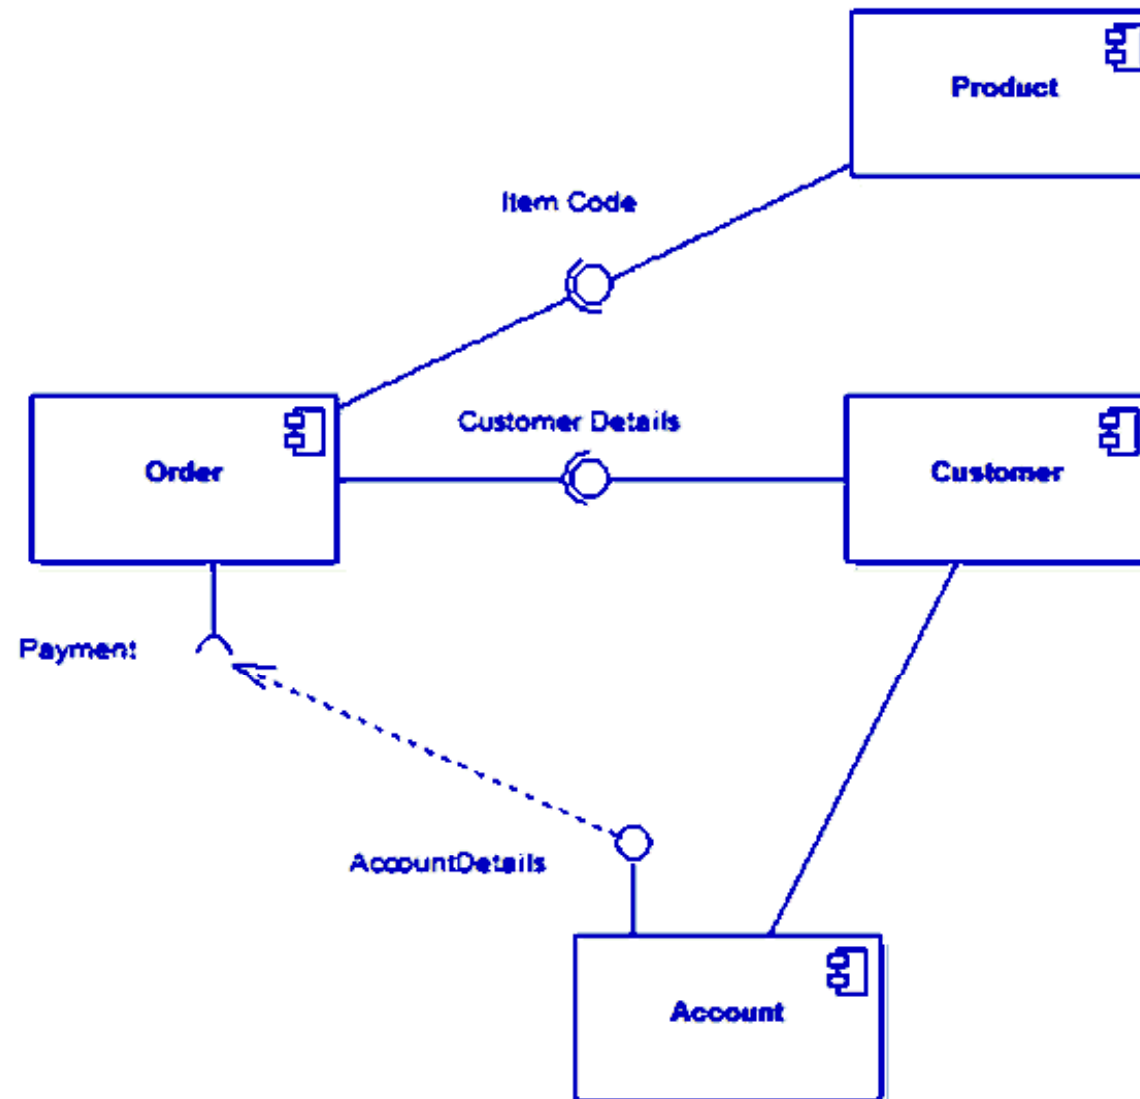 Product
Item Code
Customer Details
Order
Customer
Payment
AccountDetails
Account